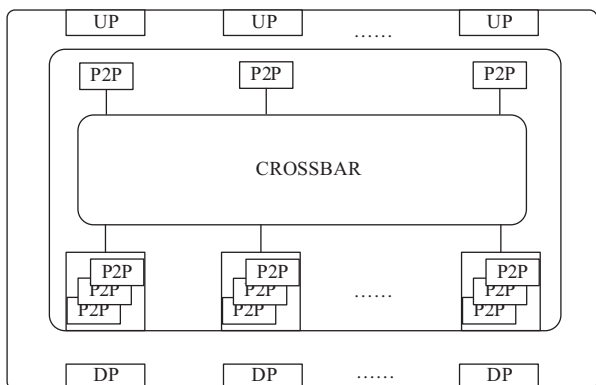 UP UP ...... UP
P2P P2P P2P
CROSSBAR
P2P P2P P2P
P2P P2P ...... P2P
P2P P2P P2P
DP DP ...... DP